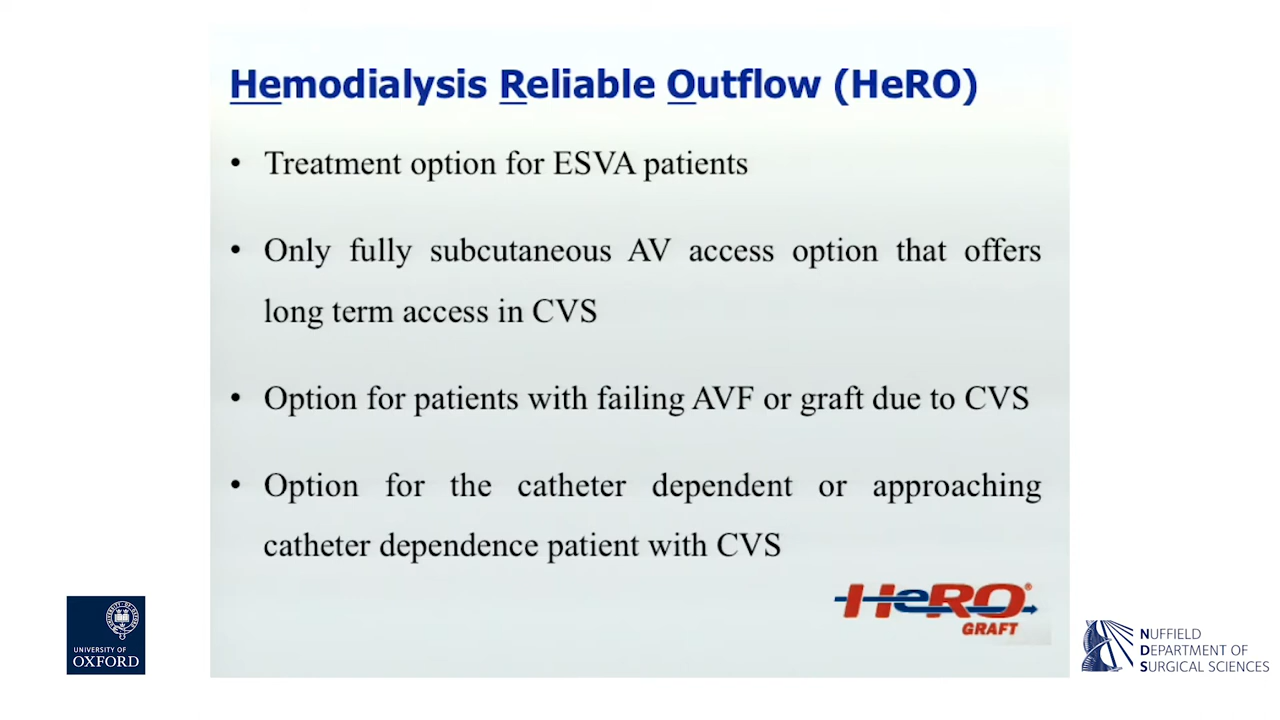 Hemodialysis Reliable Outflow (HeRO)
• Treatment option for ESVA patients
• Only fully subcutaneous AV access option that offers
long term access in CVS
• Option for patients with failing AVF or graft due to CVS
• Option for the catheter dependent or approaching
catheter dependence patient with CVS
HeRO®
GRAFT
UNIVERSITY OF
OXFORD
NUFFIELD
DEPARTMENT OF
SURGICAL SCIENCES